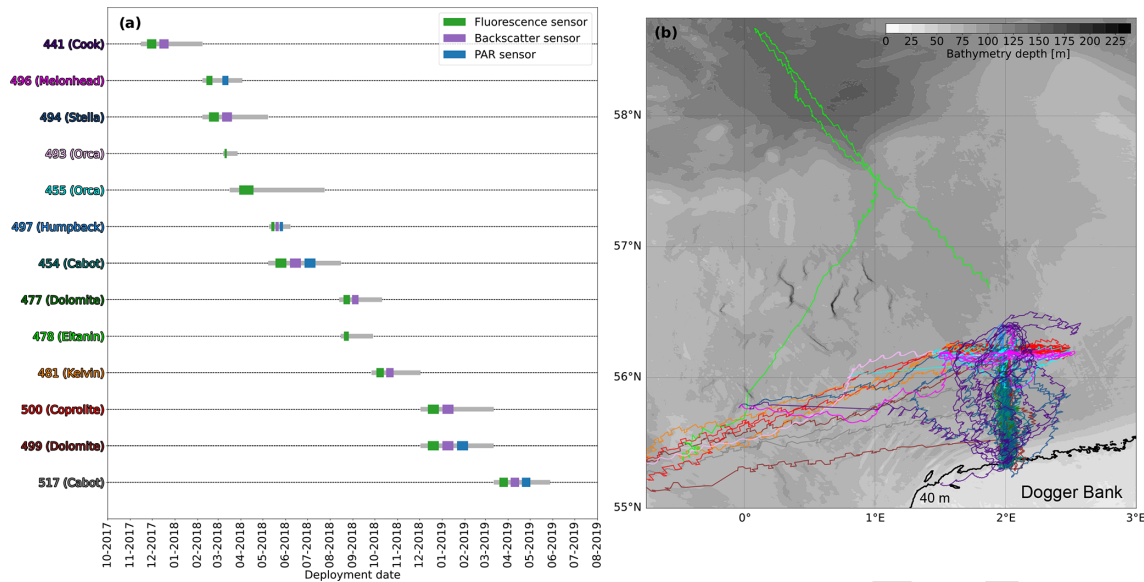 (a)
Fluorescence sensor
Backscatter sensor
PAR sensor
441 (Cook)
496 (Melonhead)
494 (Stella)
493 (Orca)
455 (Orca)
497 (Humpback)
454 (Cabot)
477 (Dolomite)
478 (Eltanin)
481 (Kelvin)
500 (Coprolite)
499 (Dolomite)
517 (Cabot)
10-2017
12-2017
01-2018
02-2018
03-2018
04-2018
05-2018
06-2018
07-2018
08-2018
09-2018
10-2018
11-2018
12-2018
01-2019
02-2019
03-2019
04-2019
05-2019
06-2019
07-2019
08-2019
Deployment date
(b)
0 25 50 75 100 125 150 175 200 225
Bathymetry depth [m]
58°N
57°N
56°N
55°N
40 m
Dogger Bank
0° 1°E 2°E 3°E